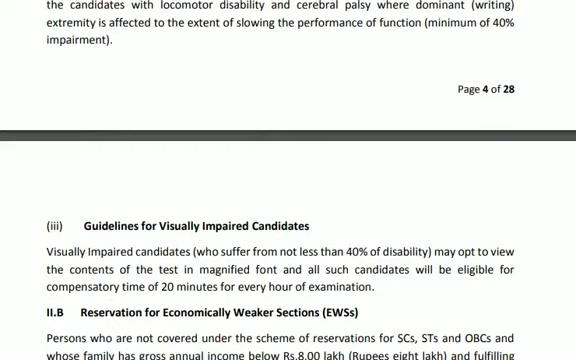 the candidates with locomotor disability and cerebral palsy where dominant (writing)
extremity is affected to the extent of slowing the performance of function (minimum of 40%
impairment).
Page 4 of 28
(iii) Guidelines for Visually Impaired Candidates
Visually Impaired candidates (who suffer from not less than 40% of disability) may opt to view
the contents of the test in magnified font and all such candidates will be eligible for
compensatory time of 20 minutes for every hour of examination.
II.B Reservation for Economically Weaker Sections (EWSs)
Persons who are not covered under the scheme of reservations for SCs, STs and OBCs and
whose family has gross annual income below Rs.8.00 lakh (Rupees eight lakh) and fulfilling